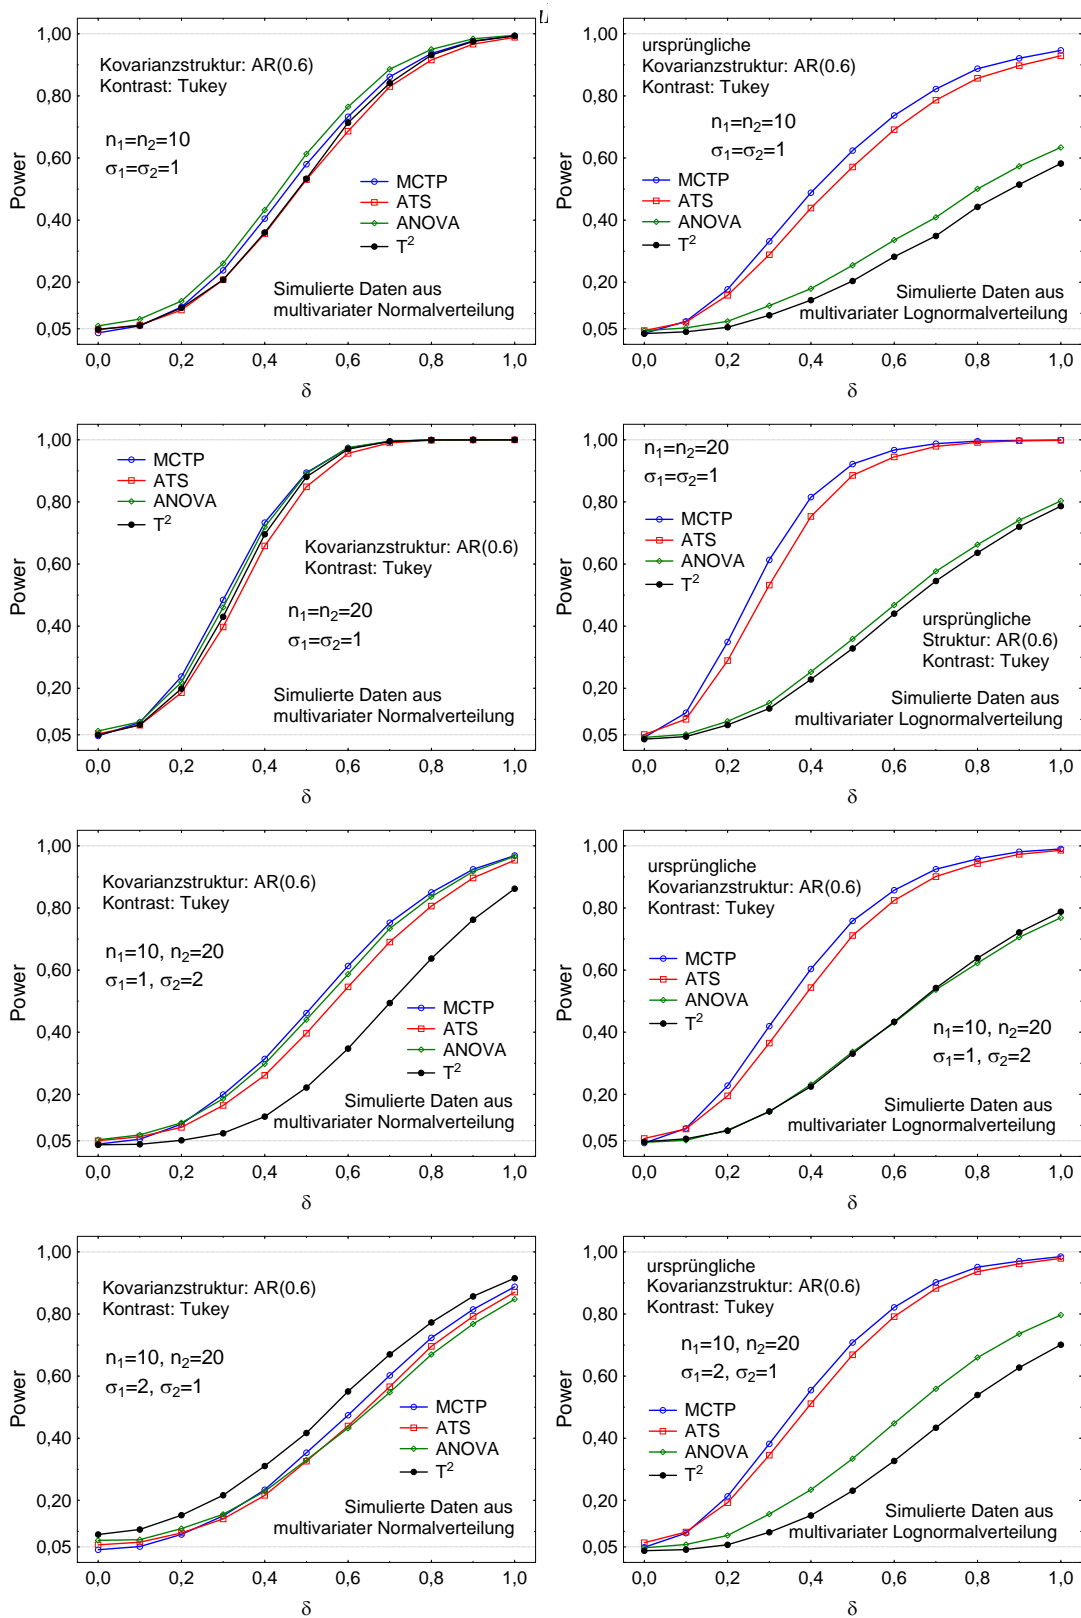 1,00
0,80
0,60
0,40
0,20
0,05
Power
Kovarianzstruktur: AR(0.6)
Kontrast: Tukey
n₁=n₂=10
σ₁=σ₂=1
MCTP
ATS
ANOVA
T²
Simulierte Daten aus
multivariater Normalverteilung
0,0 0,2 0,4 0,6 0,8 1,0
δ
1,00
0,80
0,60
0,40
0,20
0,05
Power
ursprüngliche
Kovarianzstruktur: AR(0.6)
Kontrast: Tukey
n₁=n₂=10
σ₁=σ₂=1
MCTP
ATS
ANOVA
T²
Simulierte Daten aus
multivariater Lognormalverteilung
0,0 0,2 0,4 0,6 0,8 1,0
δ
1,00
0,80
0,60
0,40
0,20
0,05
Power
MCTP
ATS
ANOVA
T²
Kovarianzstruktur: AR(0.6)
Kontrast: Tukey
n₁=n₂=20
σ₁=σ₂=1
Simulierte Daten aus
multivariater Normalverteilung
0,0 0,2 0,4 0,6 0,8 1,0
δ
1,00
0,80
0,60
0,40
0,20
0,05
Power
n₁=n₂=20
σ₁=σ₂=1
MCTP
ATS
ANOVA
T²
ursprüngliche
Struktur: AR(0.6)
Kontrast: Tukey
Simulierte Daten aus
multivariater Lognormalverteilung
0,0 0,2 0,4 0,6 0,8 1,0
δ
1,00
0,80
0,60
0,40
0,20
0,05
Power
Kovarianzstruktur: AR(0.6)
Kontrast: Tukey
n₁=10, n₂=20
σ₁=1, σ₂=2
MCTP
ATS
ANOVA
T²
Simulierte Daten aus
multivariater Normalverteilung
0,0 0,2 0,4 0,6 0,8 1,0
δ
1,00
0,80
0,60
0,40
0,20
0,05
Power
ursprüngliche
Kovarianzstruktur: AR(0.6)
Kontrast: Tukey
MCTP
ATS
ANOVA
T²
n₁=10, n₂=20
σ₁=1, σ₂=2
Simulierte Daten aus
multivariater Lognormalverteilung
0,0 0,2 0,4 0,6 0,8 1,0
δ
1,00
0,80
0,60
0,40
0,20
0,05
Power
Kovarianzstruktur: AR(0.6)
Kontrast: Tukey
n₁=10, n₂=20
σ₁=2, σ₂=1
MCTP
ATS
ANOVA
T²
Simulierte Daten aus
multivariater Normalverteilung
0,0 0,2 0,4 0,6 0,8 1,0
δ
1,00
0,80
0,60
0,40
0,20
0,05
Power
ursprüngliche
Kovarianzstruktur: AR(0.6)
Kontrast: Tukey
n₁=10, n₂=20
σ₁=2, σ₂=1
MCTP
ATS
ANOVA
T²
Simulierte Daten aus
multivariater Lognormalverteilung
0,0 0,2 0,4 0,6 0,8 1,0
δ